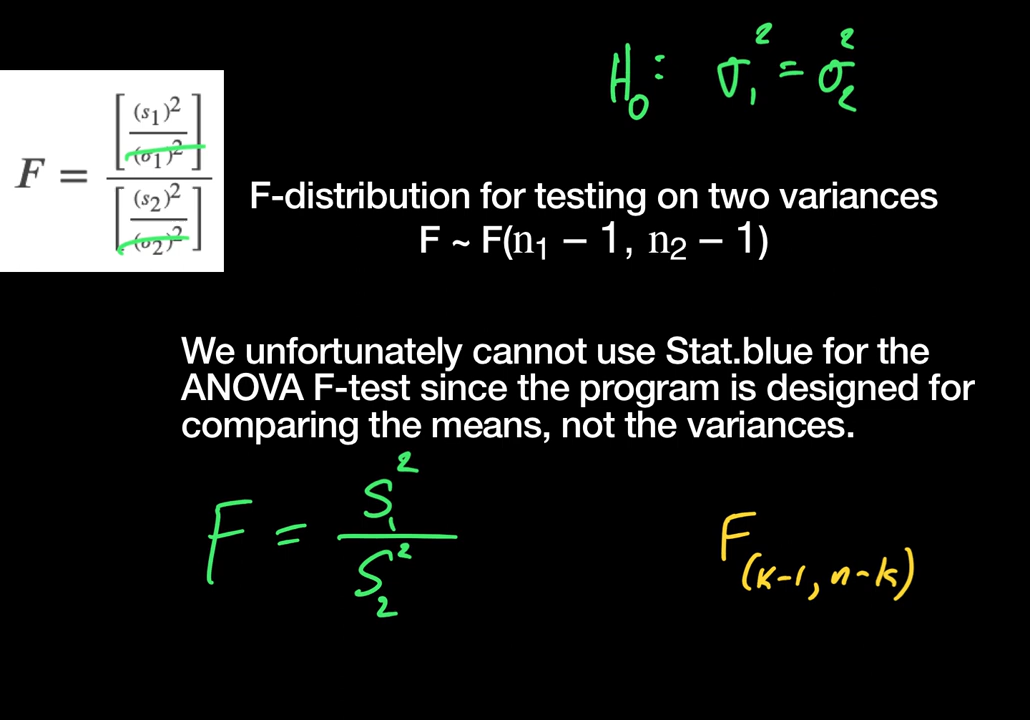 H₀: σ₁² = σ₂²
F = [(s₁)²/(σ₁)²] / [(s₂)²/(σ₂)²]
F-distribution for testing on two variances
F ~ F(n₁ − 1, n₂ − 1)
We unfortunately cannot use Stat.blue for the
ANOVA F-test since the program is designed for
comparing the means, not the variances.
F = S₁²/S₂²
F(K-1, n-k)